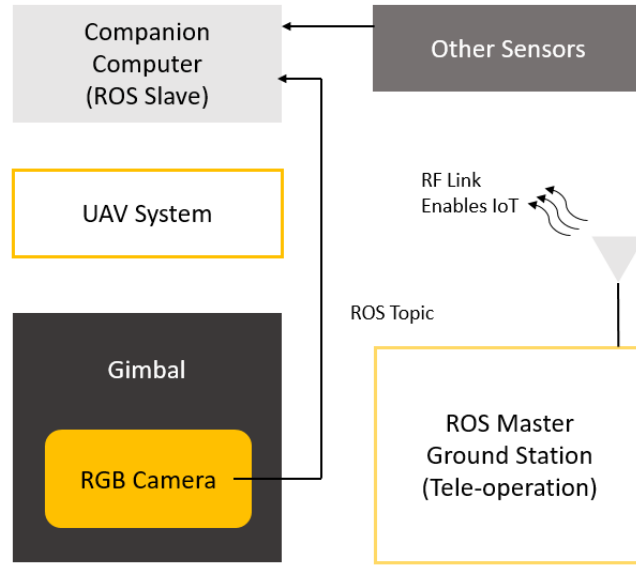 Companion
Computer
(ROS Slave)
Other Sensors
UAV System
RF Link
Enables IoT
ROS Topic
Gimbal
RGB Camera
ROS Master
Ground Station
(Tele-operation)